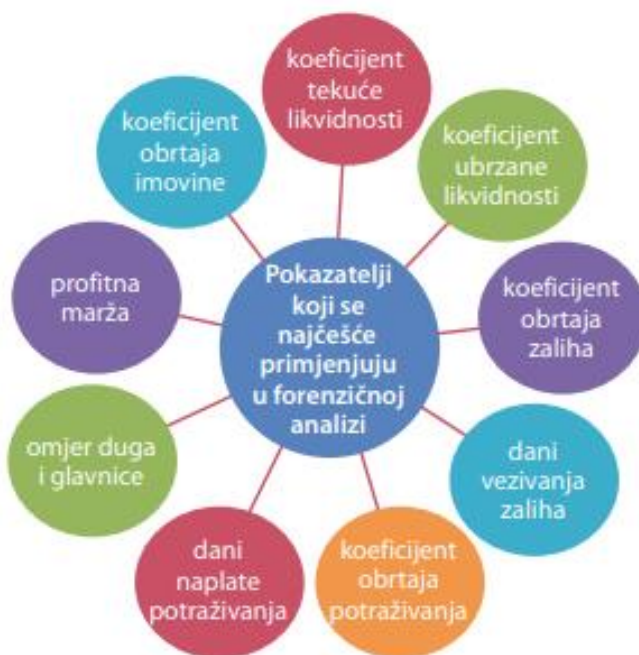 koeficijent
tekuće
likvidnosti
koeficijent
ubrzane
likvidnosti
koeficijent
obrtaja
zaliha
dani
vezivanja
zaliha
koeficijent
obrtaja
potraživanja
dani
naplate
potraživanja
omjer duga
i glavnice
profitna
marža
koeficijent
obrtaja
imovine
Pokazatelji
koji se
najčešće
primjenjuju
u forenzičnoj
analizi